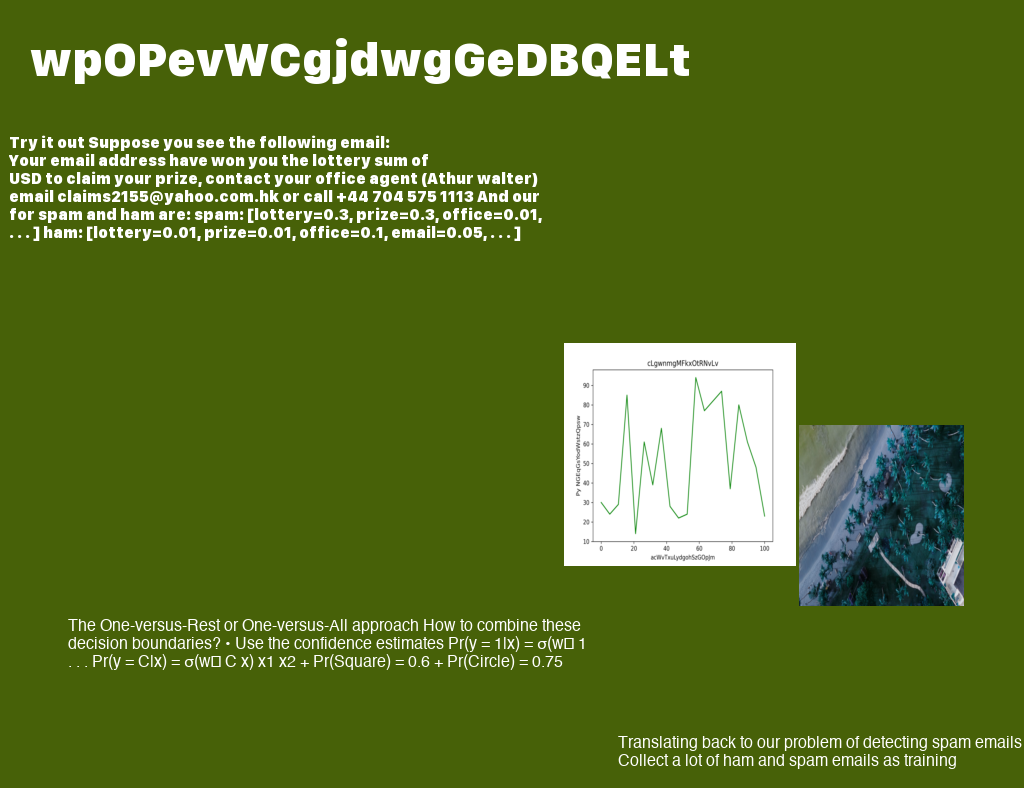 wpOPevWCgjdwgGeDBQELt
Try it out Suppose you see the following email:
Your email address have won you the lottery sum of
USD to claim your prize, contact your office agent (Athur walter)
email claims2155@yahoo.com.hk or call +44 704 575 1113 And our
for spam and ham are: spam: [lottery=0.3, prize=0.3, office=0.01,
. . . ] ham: [lottery=0.01, prize=0.01, office=0.1, email=0.05, . . . ]
cLgwnmgMFkxOtRNvLv
90
80
70
60
50
40
30
20
10
0 20 40 60 80 100
The One-versus-Rest or One-versus-All approach How to combine these
decision boundaries? • Use the confidence estimates Pr(y = 1|x) = σ(w 1
. . . Pr(y = C|x) = σ(w C x) x1 x2 + Pr(Square) = 0.6 + Pr(Circle) = 0.75
Translating back to our problem of detecting spam emails
Collect a lot of ham and spam emails as training